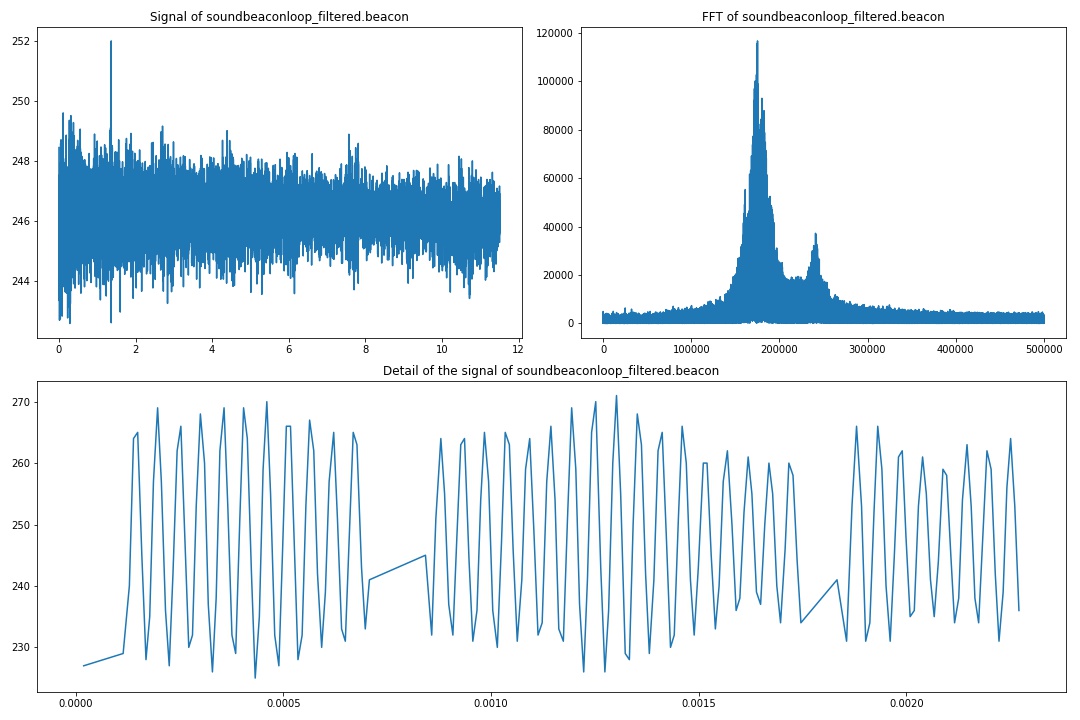 Signal of soundbeaconloop_filtered.beacon
252
250
248
246
244
0 2 4 6 8 10 12
FFT of soundbeaconloop_filtered.beacon
120000
100000
80000
60000
40000
20000
0
0 100000 200000 300000 400000 500000
Detail of the signal of soundbeaconloop_filtered.beacon
270
260
250
240
230
0.0000 0.0005 0.0010 0.0015 0.0020